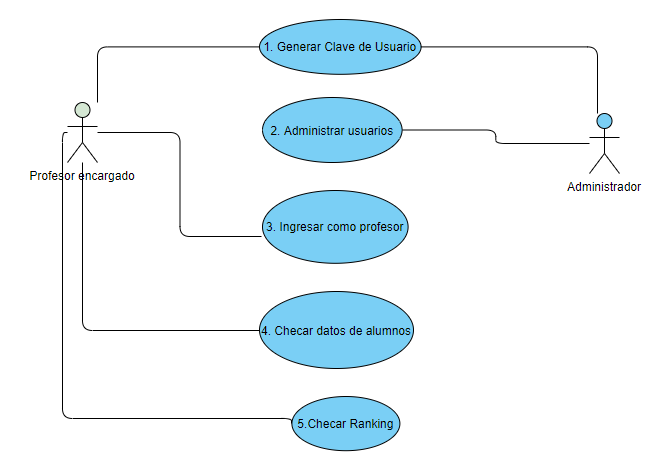 1. Generar Clave de Usuario
2. Administrar usuarios
Profesor encargado
Administrador
3. Ingresar como profesor
4. Checar datos de alumnos
5.Checar Ranking